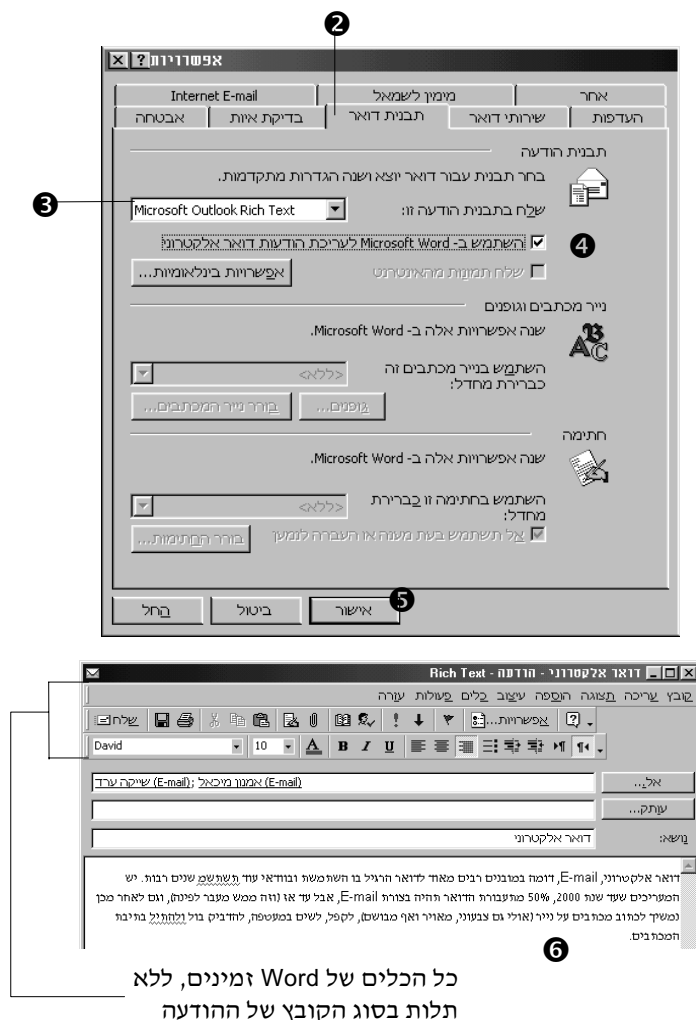 ❷
אפשרויות
Internet E-mail מימין לשמאל אחר
העדפות שירותי דואר תבנית דואר בדיקת איות אבטחה
תבנית הודעה
בחר תבנית עבור דואר יוצא ושנה הגדרות מתקדמות.
❸
שלח בתבנית הודעה זו: Microsoft Outlook Rich Text
השתמש ב- Microsoft Word לעריכת הודעות דואר אלקטרוני
❹
שלח תמונות מהאינטרנט אפשרויות בינלאומיות...
נייר מכתבים וגופנים
שנה אפשרויות אלה ב- Microsoft Word.
השתמש בנייר מכתבים זה <ללא>
כברירת מחדל:
גופנים... בורר נייר המכתבים...
חתימה
שנה אפשרויות אלה ב- Microsoft Word.
השתמש בחתימה זו כברירת <ללא>
מחדל:
אל תשתמש בעת מענה או העברה לנמען בורר החתימות...
❺
אישור ביטול החל
דואר אלקטרוני - הודעה - Rich Text
קובץ עריכה תצוגה הוספה עיצוב כלים פעולות עזרה
שלח אפשרויות...
David 10 A B I U
אל... אמנון מיכאל (E-mail); שייקה ערד (E-mail)
עותק...
נושא: דואר אלקטרוני
דואר אלקטרוני, E-mail, דומה במובנים רבים מאוד לדואר הרגיל בו השתמשת ובוודאי עוד תשתשמ שנים רבות. יש
המעריכים שעד שנת 2000, 50% מתעבורת הדואר תהיה בצורת E-mail, אבל עד אז (וזה ממש מעבר לפינה), וגם לאחר מכן
נמשיך לכתוב מכתבים על נייר (אולי גם צבעוני, מאויר ואף מבושם), לקפל, לשים במעטפה, להדביק בול ולהתיל בתיבת
המכתבים.
❻
כל הכלים של Word זמינים, ללא
תלות בסוג הקובץ של ההודעה